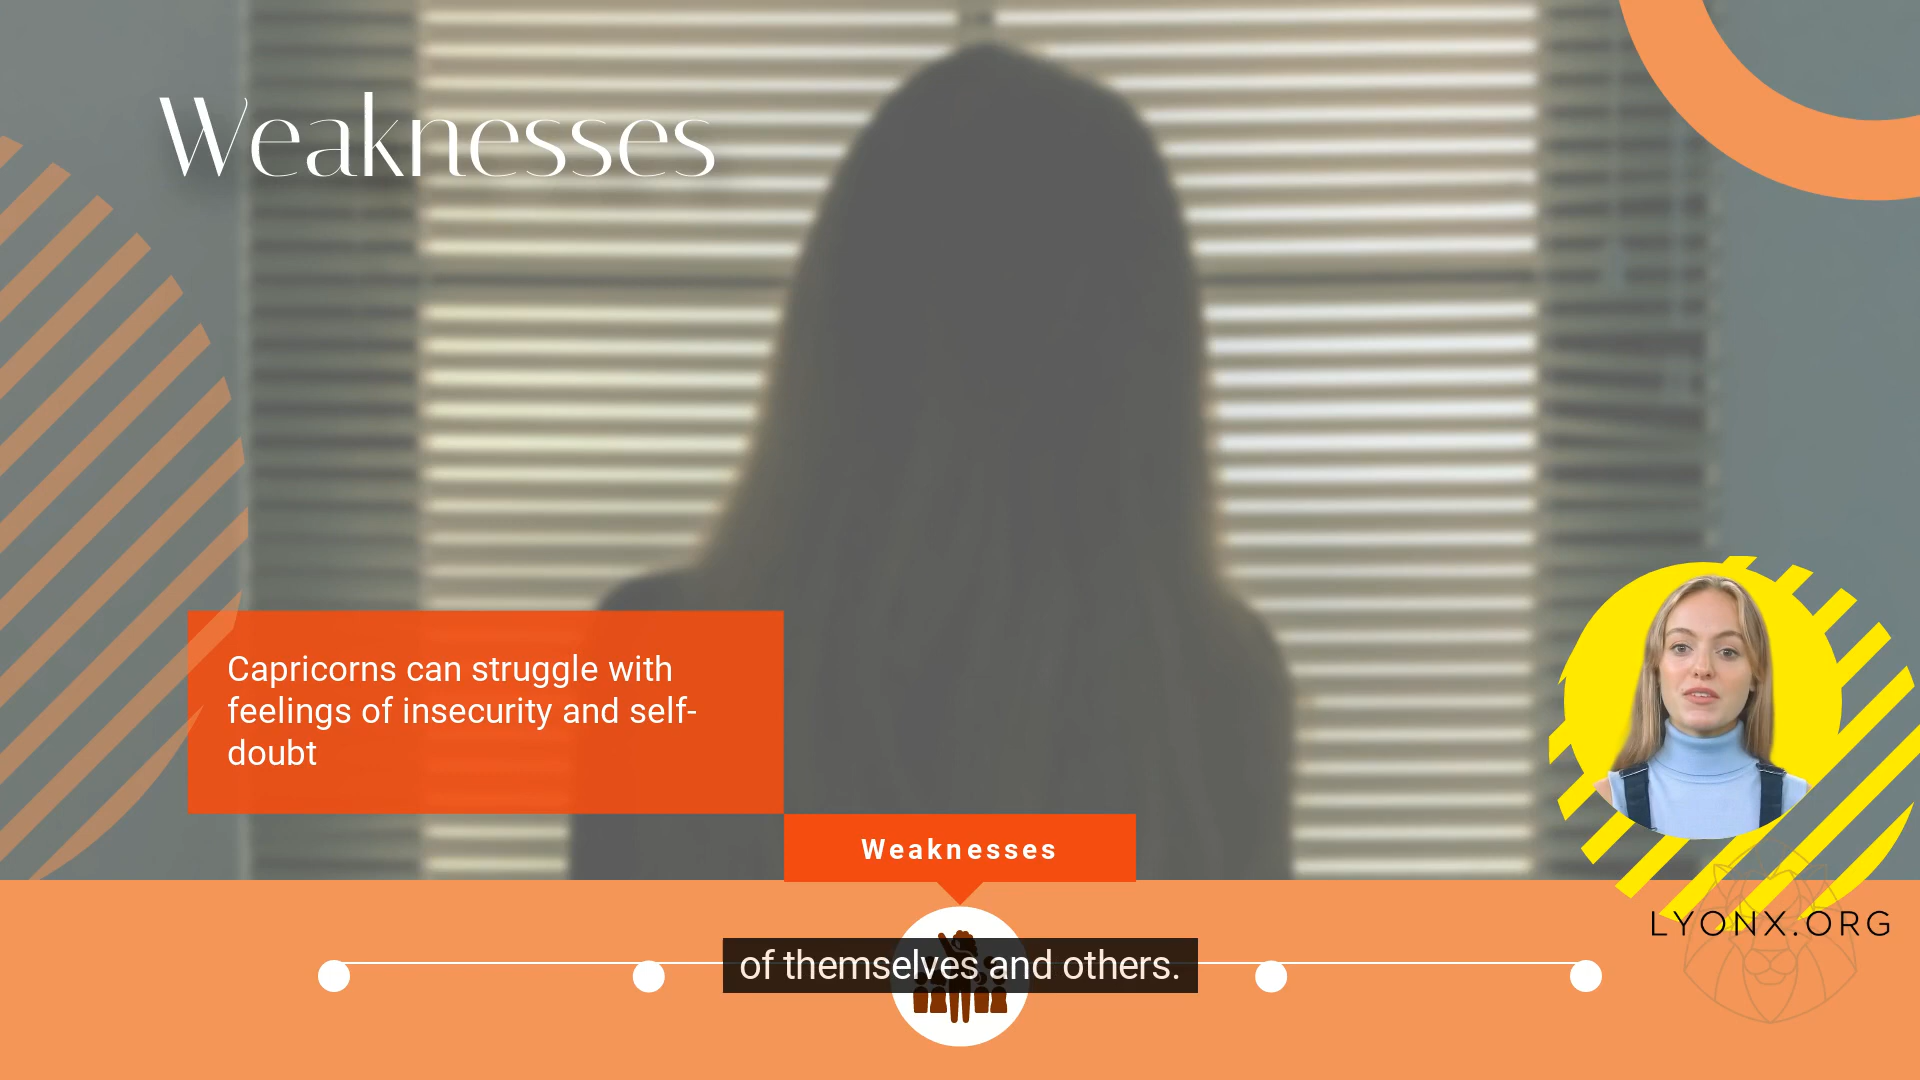 Weaknesses
Capricorns can struggle with
feelings of insecurity and self-
doubt
Weaknesses
LYONX.ORG
of themselves and others.